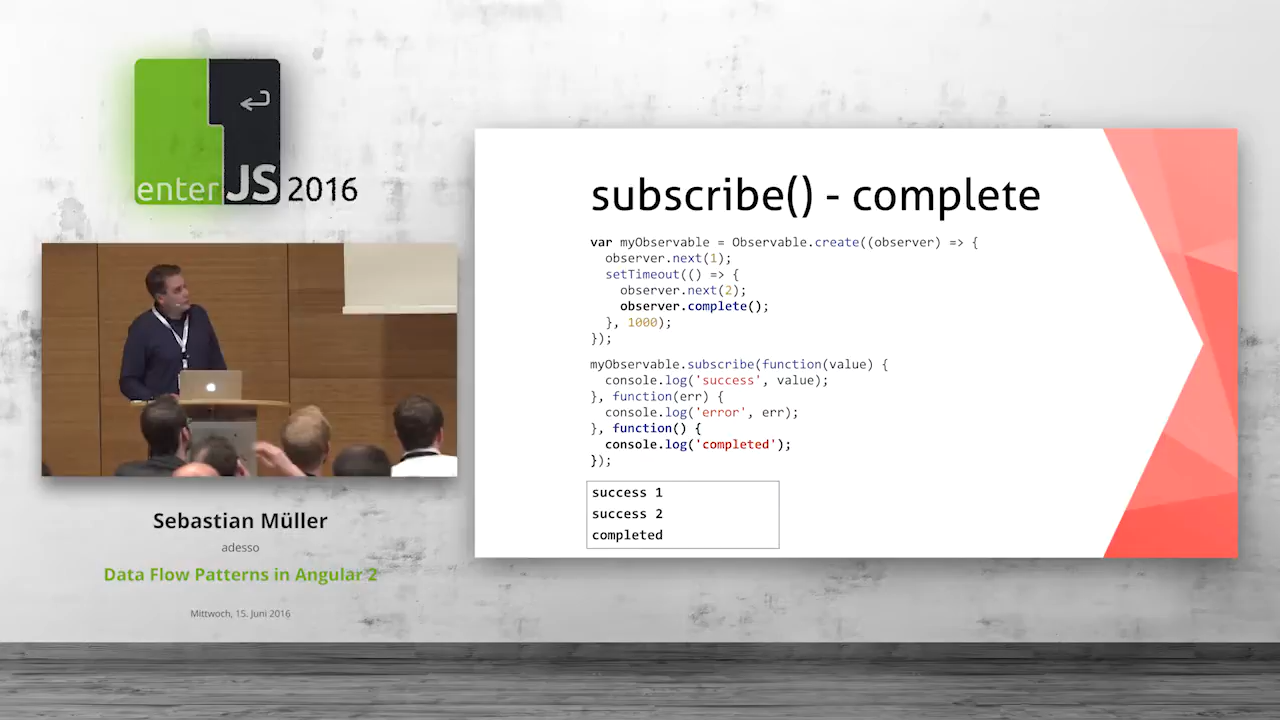 enterJS 2016
Sebastian Müller
adesso
Data Flow Patterns in Angular 2
Mittwoch, 15. Juni 2016
subscribe() - complete
var myObservable = Observable.create((observer) => {
  observer.next(1);
  setTimeout(() => {
    observer.next(2);
    observer.complete();
  }, 1000);
});
myObservable.subscribe(function(value) {
  console.log('success', value);
}, function(err) {
  console.log('error', err);
}, function() {
  console.log('completed');
});
success 1
success 2
completed